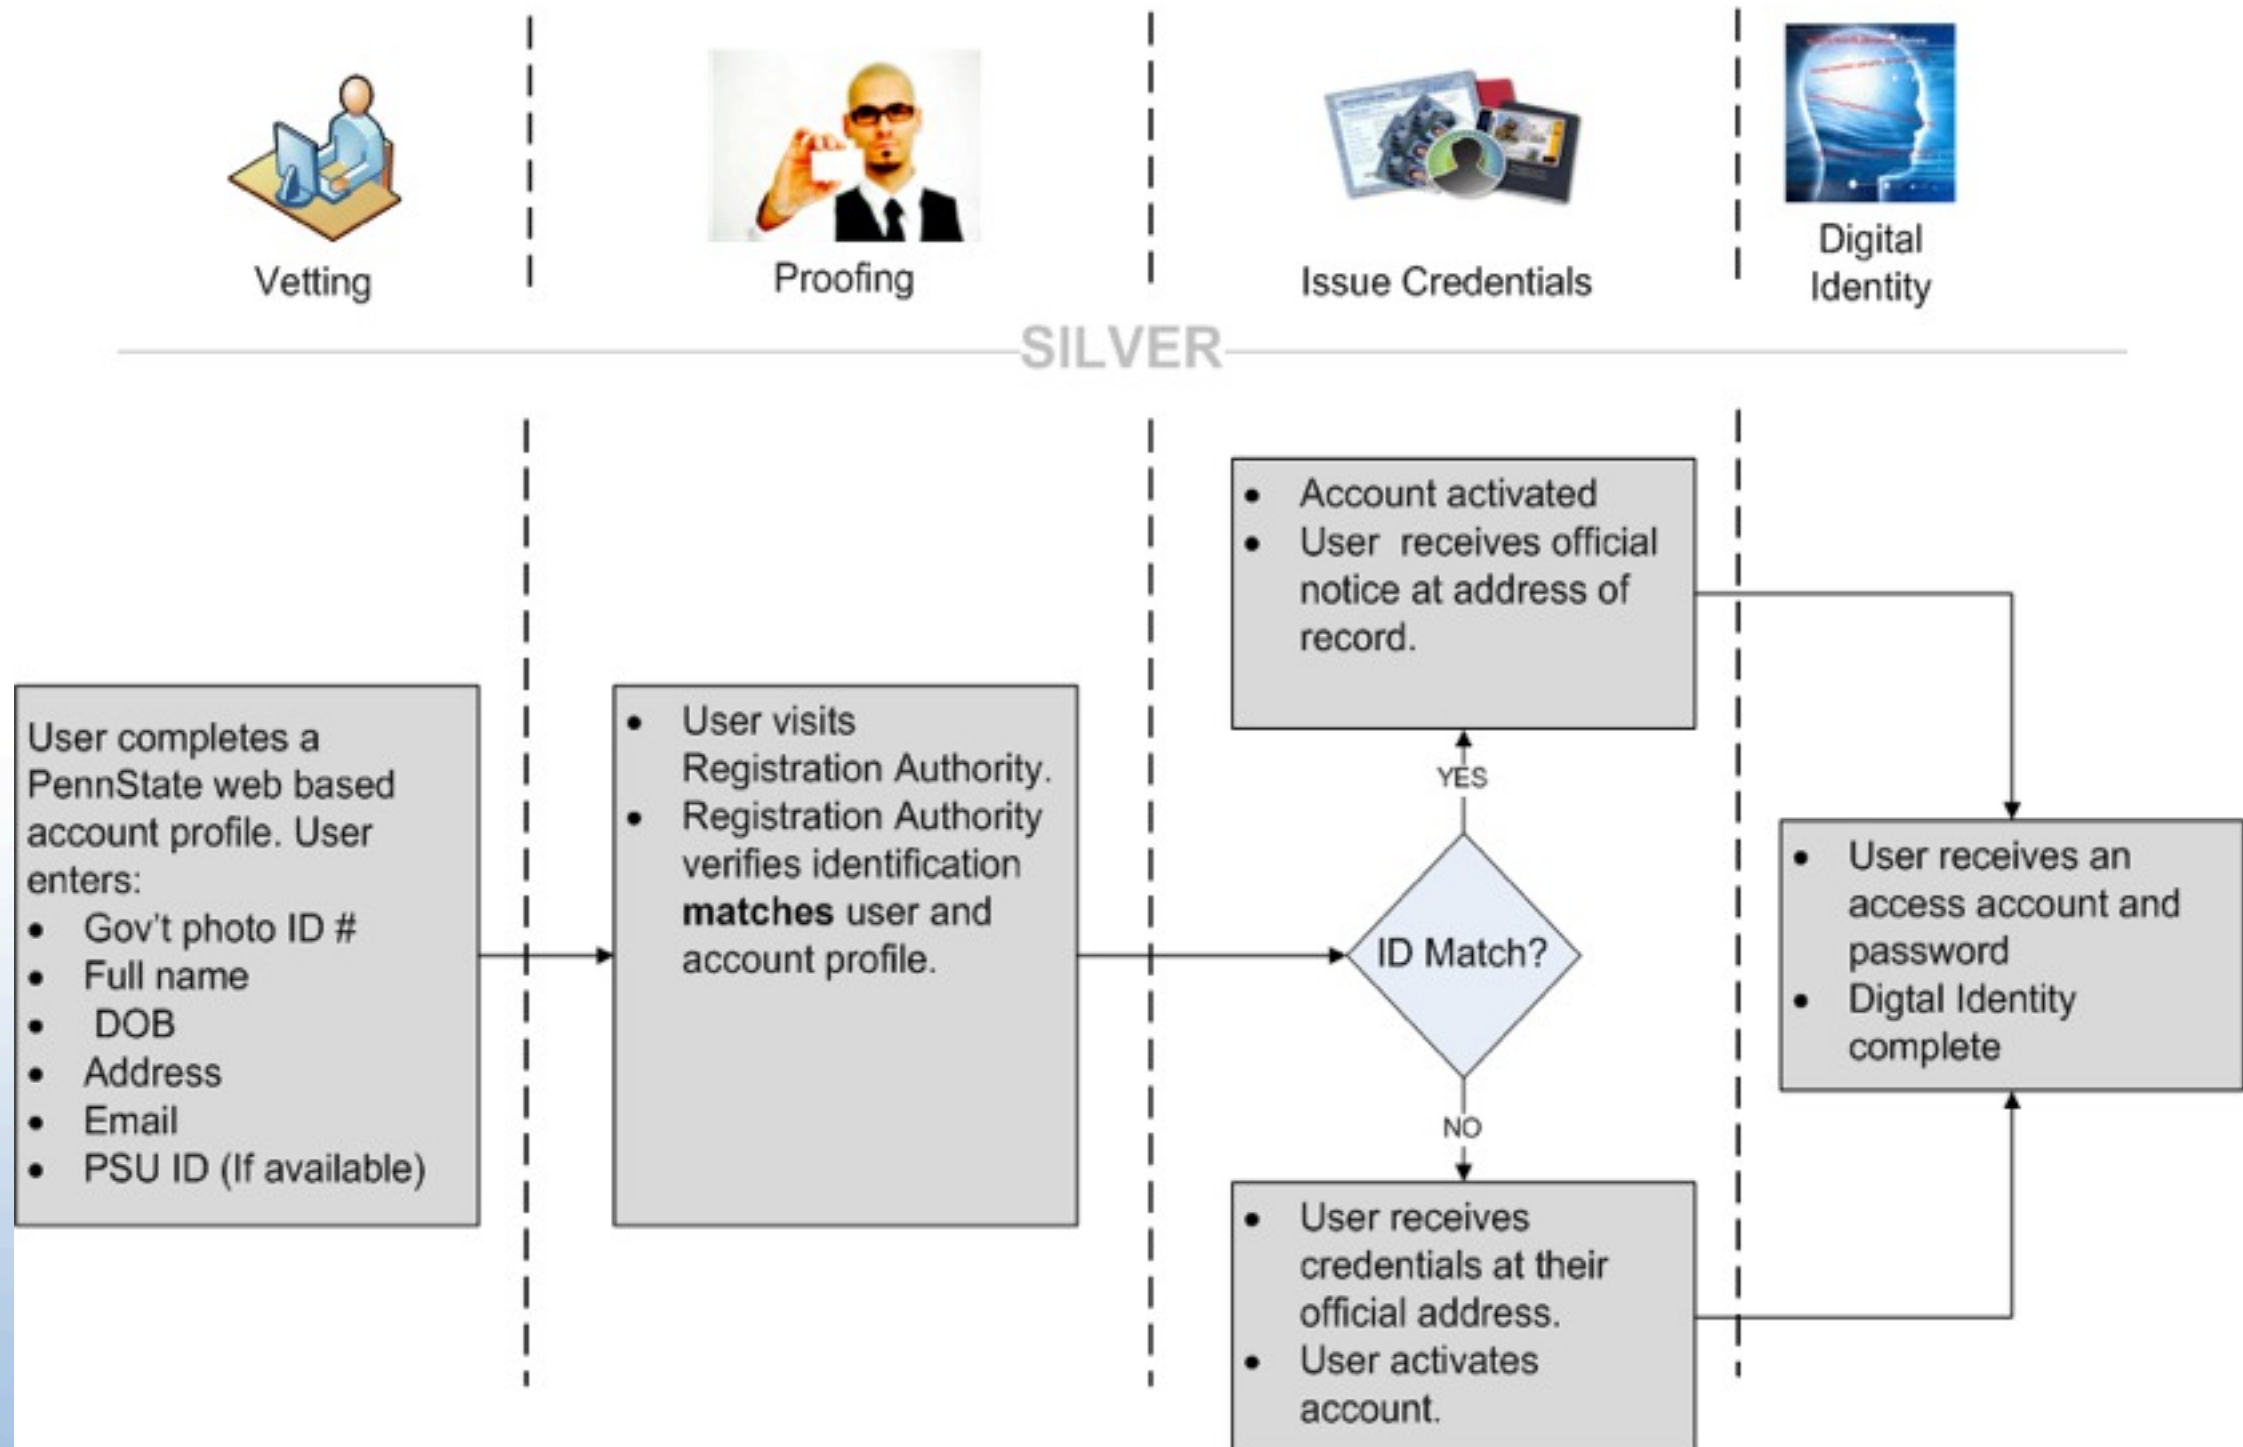 Vetting
Proofing
Issue Credentials
Digital
Identity
SILVER
User completes a
PennState web based
account profile. User
enters:
• Gov't photo ID #
• Full name
• DOB
• Address
• Email
• PSU ID (If available)
• User visits
Registration Authority.
• Registration Authority
verifies identification
matches user and
account profile.
• Account activated
• User receives official
notice at address of
record.
YES
ID Match?
NO
• User receives
credentials at their
official address.
• User activates
account.
• User receives an
access account and
password
• Digtal Identity
complete